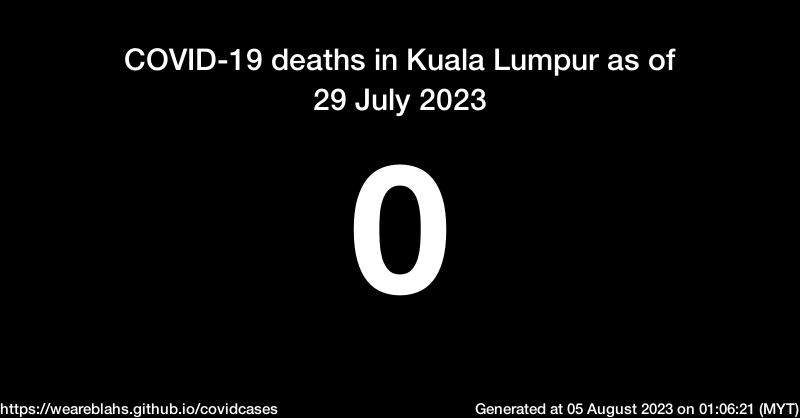 COVID-19 deaths in Kuala Lumpur as of
29 July 2023
0
https://weareblahs.github.io/covidcases
Generated at 05 August 2023 on 01:06:21 (MYT)